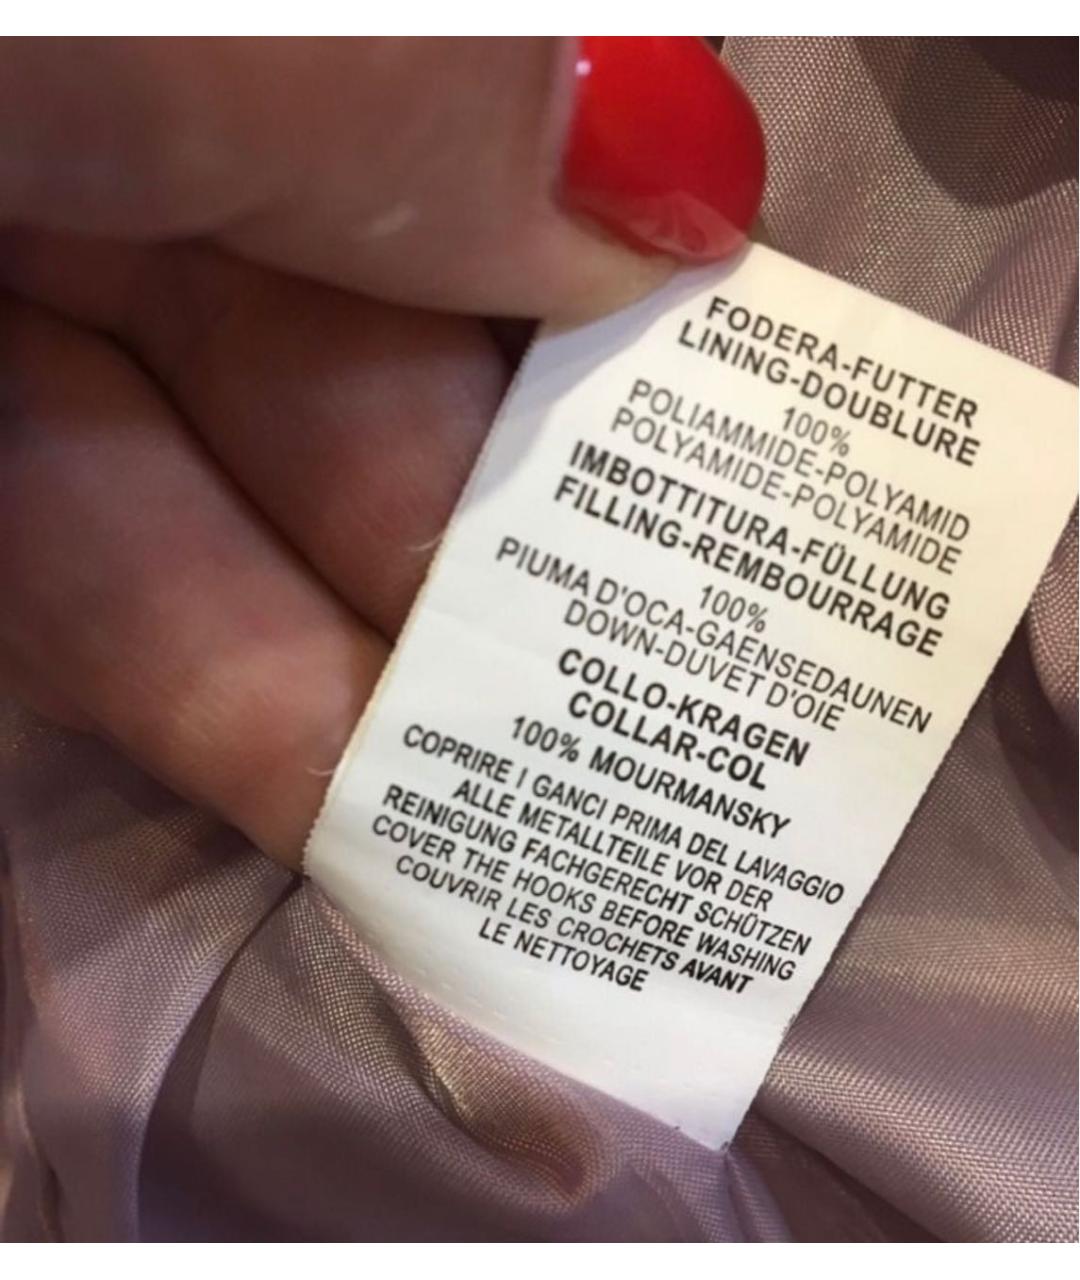 FODERA-FUTTER
LINING-DOUBLURE
100%
POLIAMMIDE-POLYAMID
POLYAMIDE-POLYAMIDE
IMBOTTITURA-FÜLLUNG
FILLING-REMBOURRAGE
100%
PIUMA D'OCA-GAENSEDAUNEN
DOWN-DUVET D'OIE
COLLO-KRAGEN
COLLAR-COL
100% MOURMANSKY
COPRIRE I GANCI PRIMA DEL LAVAGGIO
ALLE METALLTEILE VOR DER
REINIGUNG FACHGERECHT SCHÜTZEN
COVER THE HOOKS BEFORE WASHING
COUVRIR LES CROCHETS AVANT
LE NETTOYAGE